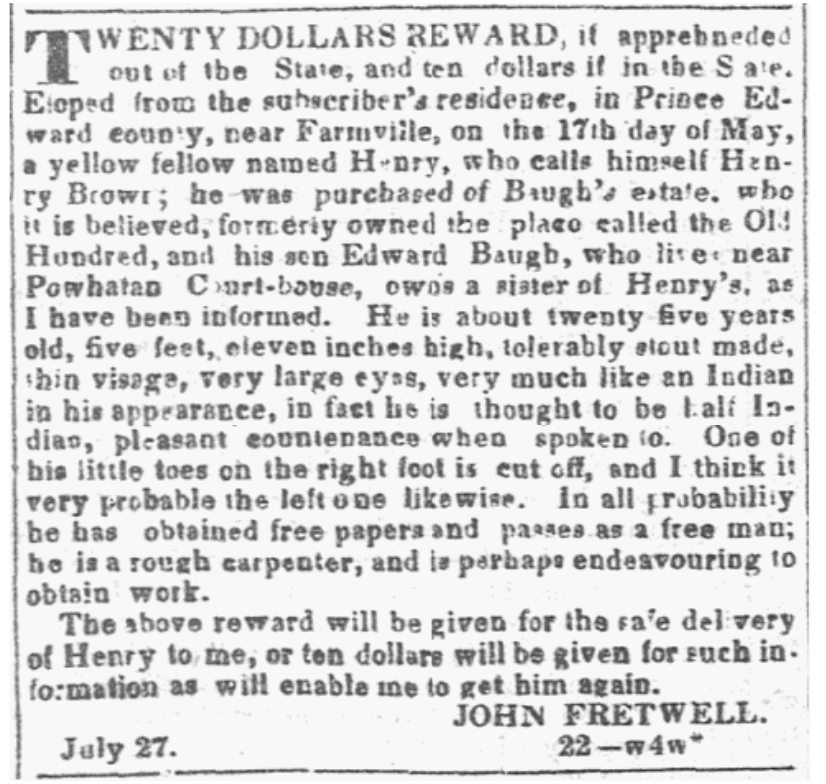 TWENTY DOLLARS REWARD, if apprehneded
out of the State, and ten dollars if in the S ate.
Eloped from the subscriber's residence, in Prince Ed-
ward county, near Farmville, on the 17th day of May,
a yellow fellow named Henry, who calls himself Hen-
ry Brown; he was purchased of Baugh's estate. who
it is believed, formerly owned the place called the Old
Hundred, and his son Edward Baugh, who lives near
Powhatan Court-house, owns a sister of Henry's, as
I have been informed. He is about twenty five years
old, five feet, eleven inches high, tolerably stout made,
thin visage, very large eyes, very much like an Indian
in his appearance, in fact he is thought to be half In-
dian, pleasant countenance when spoken to. One of
his little toes on the right foot is cut off, and I think it
very probable the left one likewise. In all probability
he has obtained free papers and passes as a free man;
he is a rough carpenter, and is perhaps endeavouring to
obtain work.
The above reward will be given for the safe delivery
of Henry to me, or ten dollars will be given for such in-
formation as will enable me to get him again.
JOHN FRETWELL.
July 27. 22—w4w*